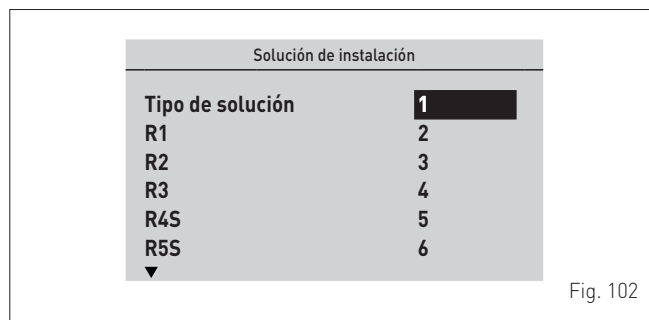 Solución de instalación
Tipo de solución 1
R1 2
R2 3
R3 4
R4S 5
R5S 6
Fig. 102